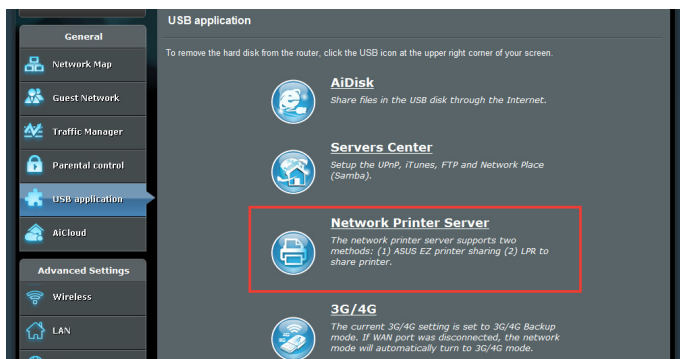 USB application
General
To remove the hard disk from the router, click the USB icon at the upper right corner of your screen.
Network Map
Guest Network
Traffic Manager
Parental control
USB application
AiCloud
Advanced Settings
Wireless
LAN
AiDisk
Share files in the USB disk through the Internet.
Servers Center
Setup the UPnP, iTunes, FTP and Network Place
(Samba).
Network Printer Server
The network printer server supports two
methods: (1) ASUS EZ printer sharing (2) LPR to
share printer.
3G/4G
The current 3G/4G setting is set to 3G/4G Backup
mode. If WAN port was disconnected, the network
mode will automatically turn to 3G/4G mode.